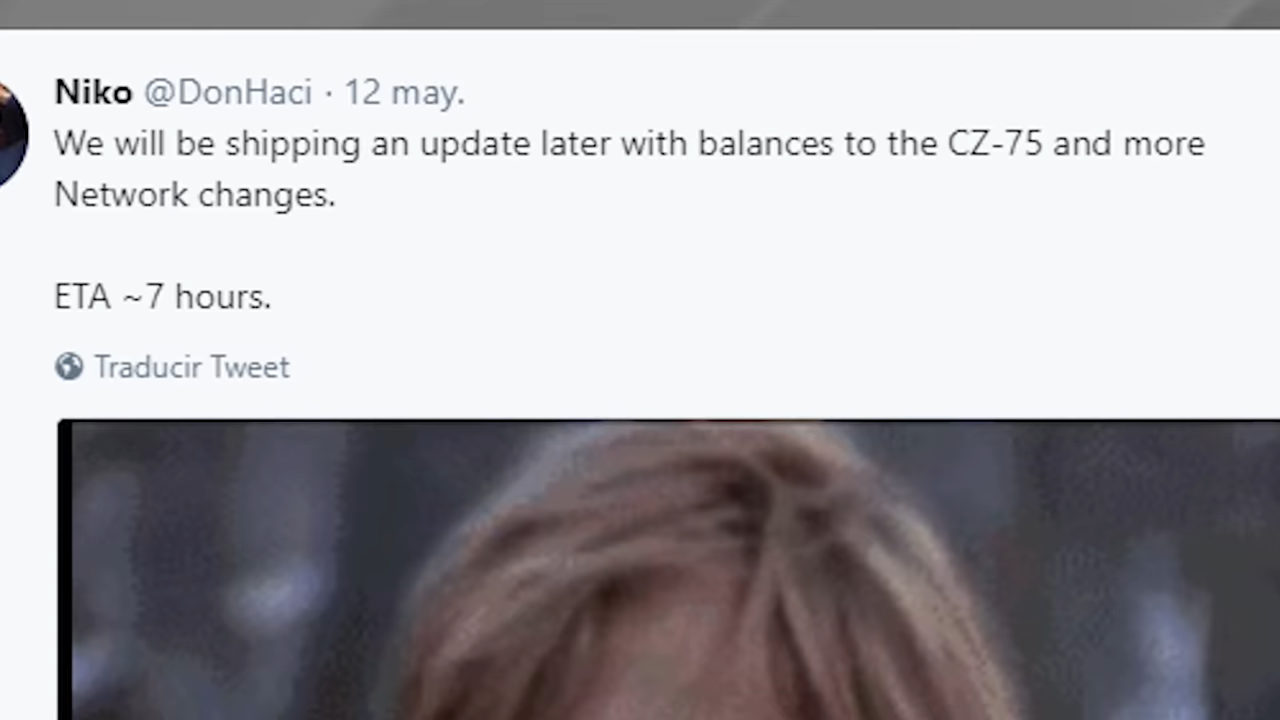 Niko @DonHaci · 12 may.
We will be shipping an update later with balances to the CZ-75 and more
Network changes.
ETA ~7 hours.
Traducir Tweet